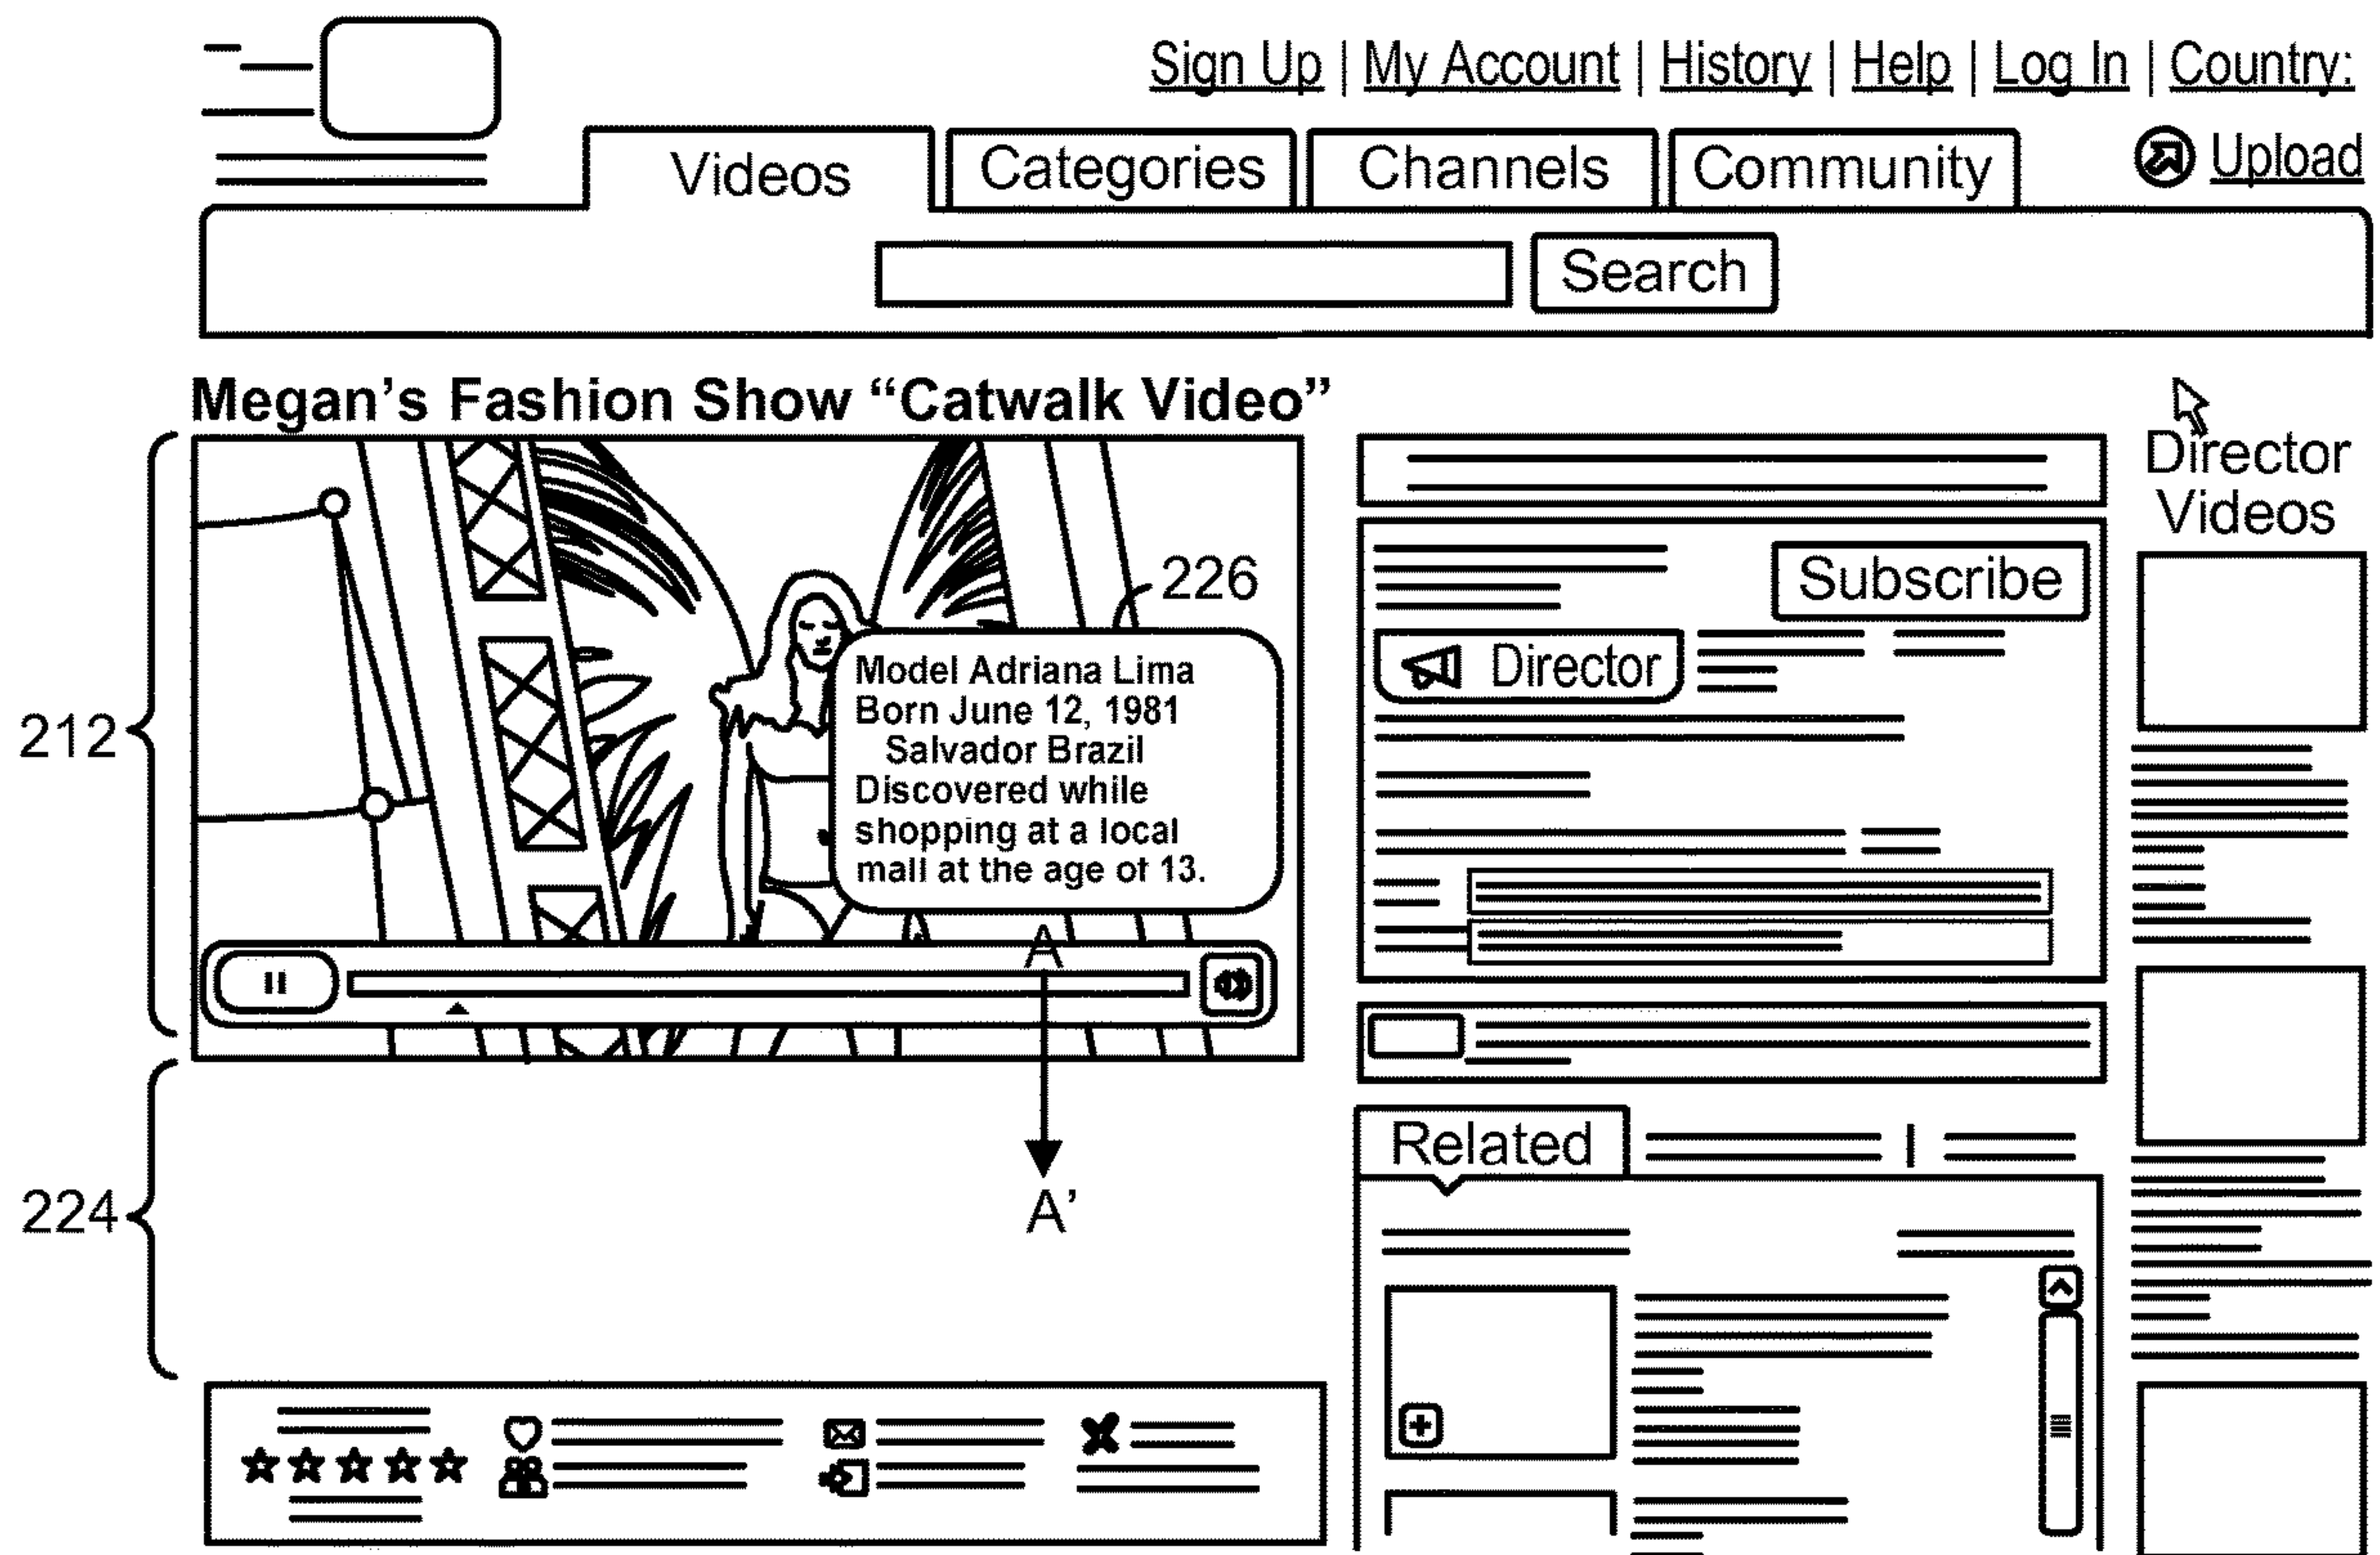 Sign Up | My Account | History | Help | Log In | Country:
Videos
Categories
Channels
Community
Upload
Search
Megan's Fashion Show “Catwalk Video”
Director
Videos
226
Subscribe
Model Adriana Lima
Born June 12, 1981
Salvador Brazil
Discovered while
shopping at a local
mall at the age of 13.
Director
212
A
A'
224
Related